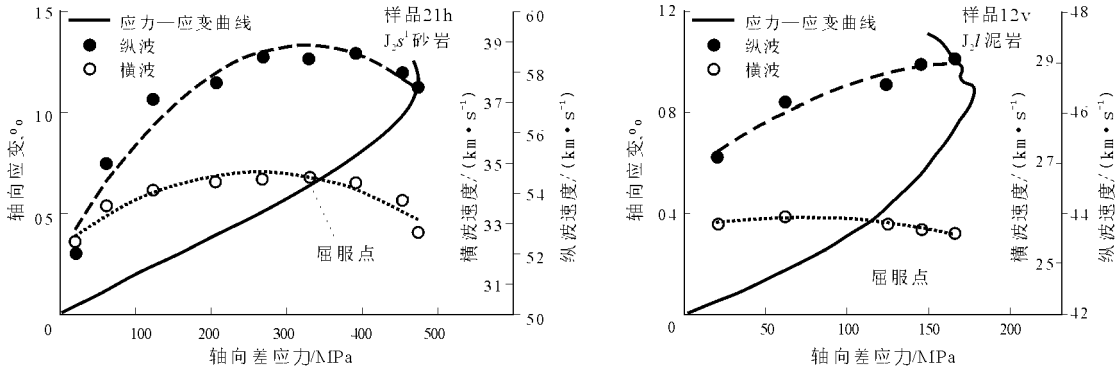 应力—应变曲线
纵波
横波
样品21h
J₂s¹砂岩
轴向应变,%
1.5
1.0
0.5
0
100
200
300
400
500
轴向差应力/MPa
屈服点
横波速度/(km·s⁻¹)
纵波速度/(km·s⁻¹)
60
39
58
37
56
35
54
33
52
31
50
应力—应变曲线
纵波
横波
样品12v
J₂l泥岩
轴向应变,%
1.2
0.8
0.4
0
50
100
150
200
轴向差应力/MPa
屈服点
横波速度/(km·s⁻¹)
纵波速度/(km·s⁻¹)
48
29
46
27
44
25
42